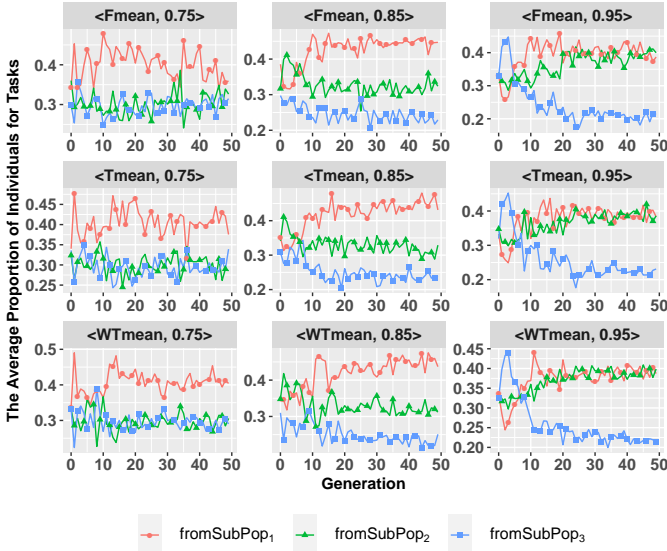 <Fmean, 0.75> <Fmean, 0.85> <Fmean, 0.95>
0.4 0.3
0.4 0.3 0.2
0.4 0.3 0.2
0 10 20 30 40 50 0 10 20 30 40 50 0 10 20 30 40 50
The Average Proportion of Individuals for Tasks
<Tmean, 0.75> <Tmean, 0.85> <Tmean, 0.95>
0.45 0.40 0.35 0.30 0.25
0.4 0.3 0.2
0.4 0.3 0.2
0 10 20 30 40 50 0 10 20 30 40 50 0 10 20 30 40 50
<WTmean, 0.75> <WTmean, 0.85> <WTmean, 0.95>
0.5 0.4 0.3
0.4 0.3
0.45 0.40 0.35 0.30 0.25 0.20
0 10 20 30 40 50 0 10 20 30 40 50 0 10 20 30 40 50
Generation
fromSubPop₁ fromSubPop₂ fromSubPop₃